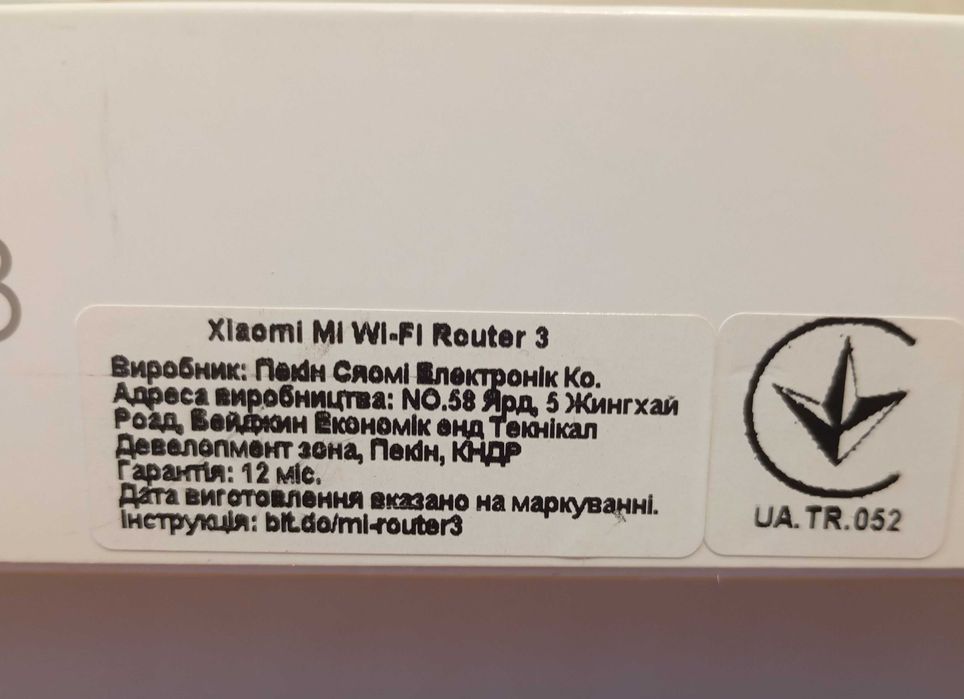 3
Xiaomi Mi Wi-Fi Router 3
Виробник: Пекін Сяомі Електронік Ко.
Адреса виробництва: NO.58 Ярд, 5 Жингхай
Роад, Бейджин Економік енд Текнікал
Девелопмент зона, Пекін, КНДР
Гарантія: 12 міс.
Дата виготовлення вказано на маркуванні.
Інструкція: bit.do/mi-router3
UA.TR.052